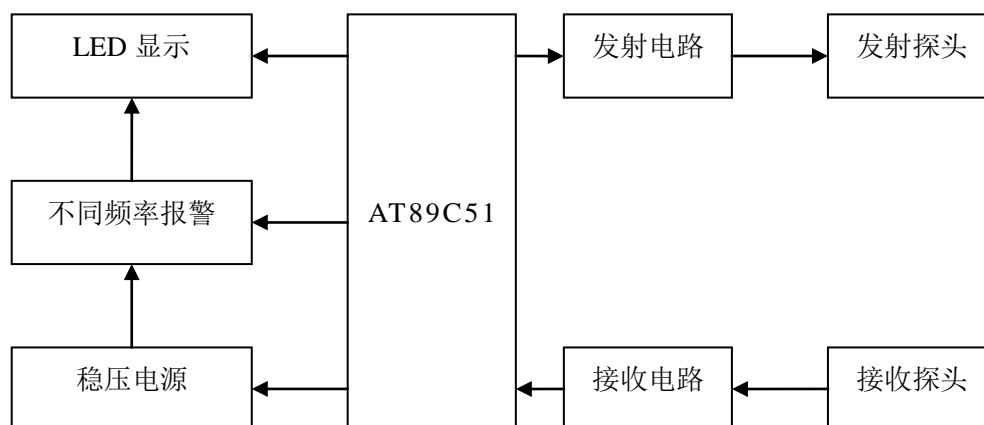 LED 显示
发射电路
发射探头
不同频率报警
AT89C51
稳压电源
接收电路
接收探头